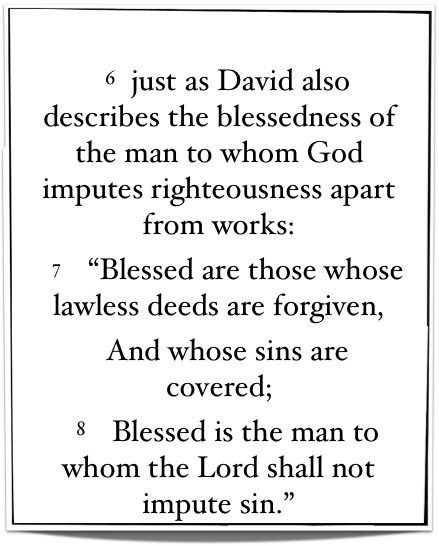 6 just as David also
describes the blessedness of
the man to whom God
imputes righteousness apart
from works:
7 “Blessed are those whose
lawless deeds are forgiven,
And whose sins are
covered;
8 Blessed is the man to
whom the Lord shall not
impute sin.”